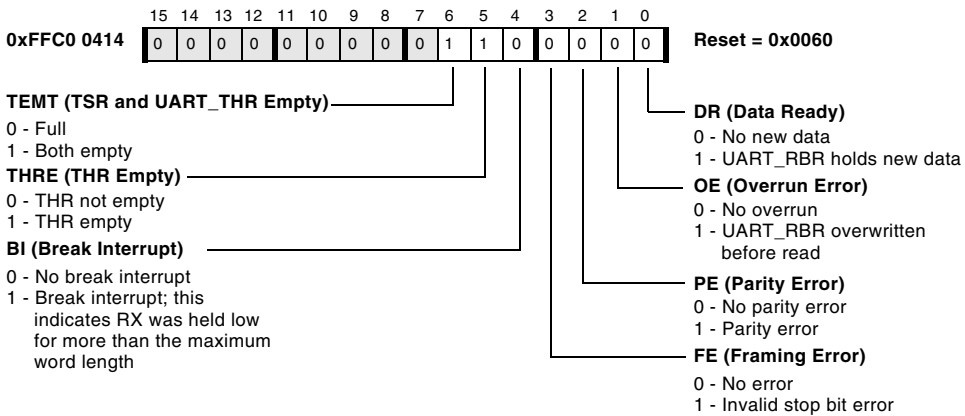 15 14 13 12 11 10 9 8 7 6 5 4 3 2 1 0
0xFFC0 0414 0 0 0 0 0 0 0 0 0 1 1 0 0 0 0 0 Reset = 0x0060
TEMT (TSR and UART_THR Empty)
0 - Full
1 - Both empty
THRE (THR Empty)
0 - THR not empty
1 - THR empty
BI (Break Interrupt)
0 - No break interrupt
1 - Break interrupt; this
indicates RX was held low
for more than the maximum
word length
DR (Data Ready)
0 - No new data
1 - UART_RBR holds new data
OE (Overrun Error)
0 - No overrun
1 - UART_RBR overwritten
before read
PE (Parity Error)
0 - No parity error
1 - Parity error
FE (Framing Error)
0 - No error
1 - Invalid stop bit error